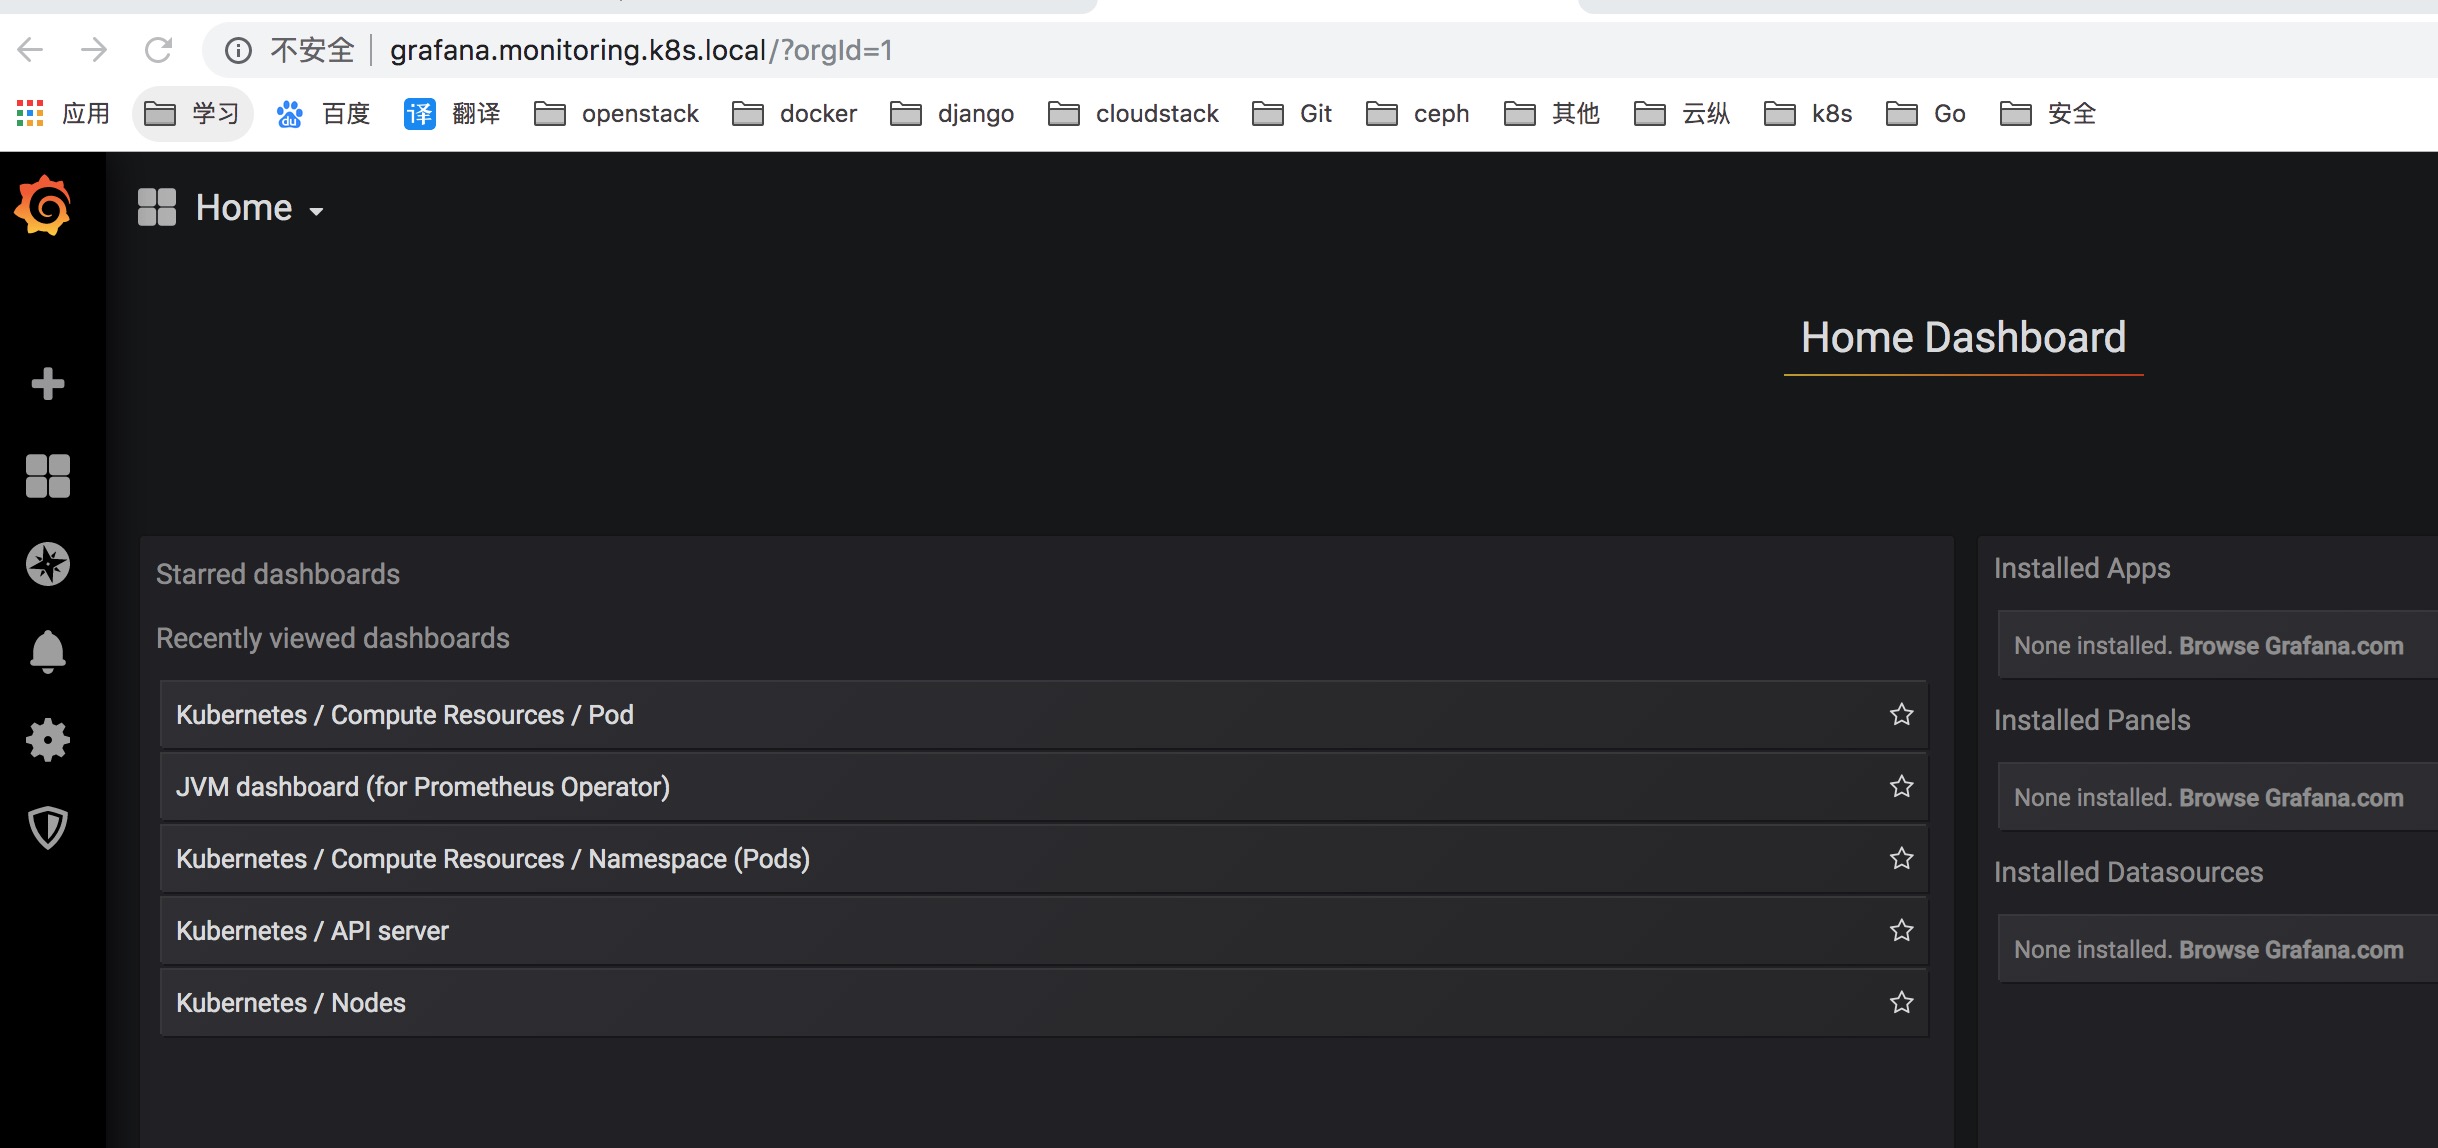 不安全 grafana.monitoring.k8s.local/?orgId=1
应用 学习 百度 译 翻译 openstack docker django cloudstack Git ceph 其他 云纵 k8s Go 安全
Home
Home Dashboard
Starred dashboards
Recently viewed dashboards
Kubernetes / Compute Resources / Pod
JVM dashboard (for Prometheus Operator)
Kubernetes / Compute Resources / Namespace (Pods)
Kubernetes / API server
Kubernetes / Nodes
Installed Apps
None installed. Browse Grafana.com
Installed Panels
None installed. Browse Grafana.com
Installed Datasources
None installed. Browse Grafana.com